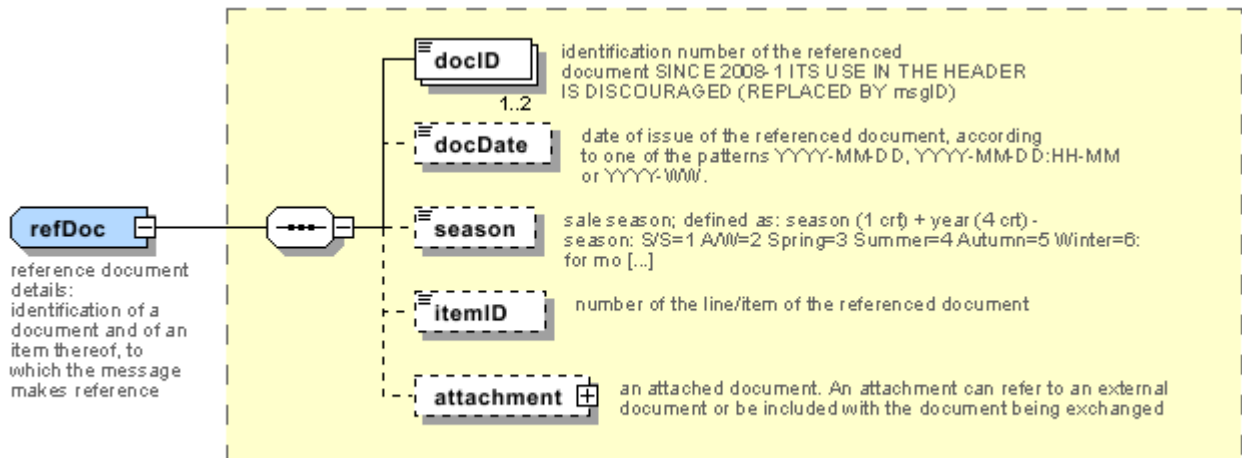 docID
identification number of the referenced
document SINCE 2008-1 ITS USE IN THE HEADER
IS DISCOURAGED (REPLACED BY msgID)
1..2
docDate
date of issue of the referenced document, according
to one of the patterns YYYY-MM-DD, YYYY-MM-DD:HH-MM
or YYYY-WW.
refDoc
reference document
details:
identification of a
document and of an
item thereof, to
which the message
makes reference
season
sale season; defined as: season (1 crt) + year (4 crt) -
season: S/S=1 A/W=2 Spring=3 Summer=4 Autumn=5 Winter=6:
for mo [...]
itemID
number of the line/item of the referenced document
attachment
an attached document. An attachment can refer to an external
document or be included with the document being exchanged